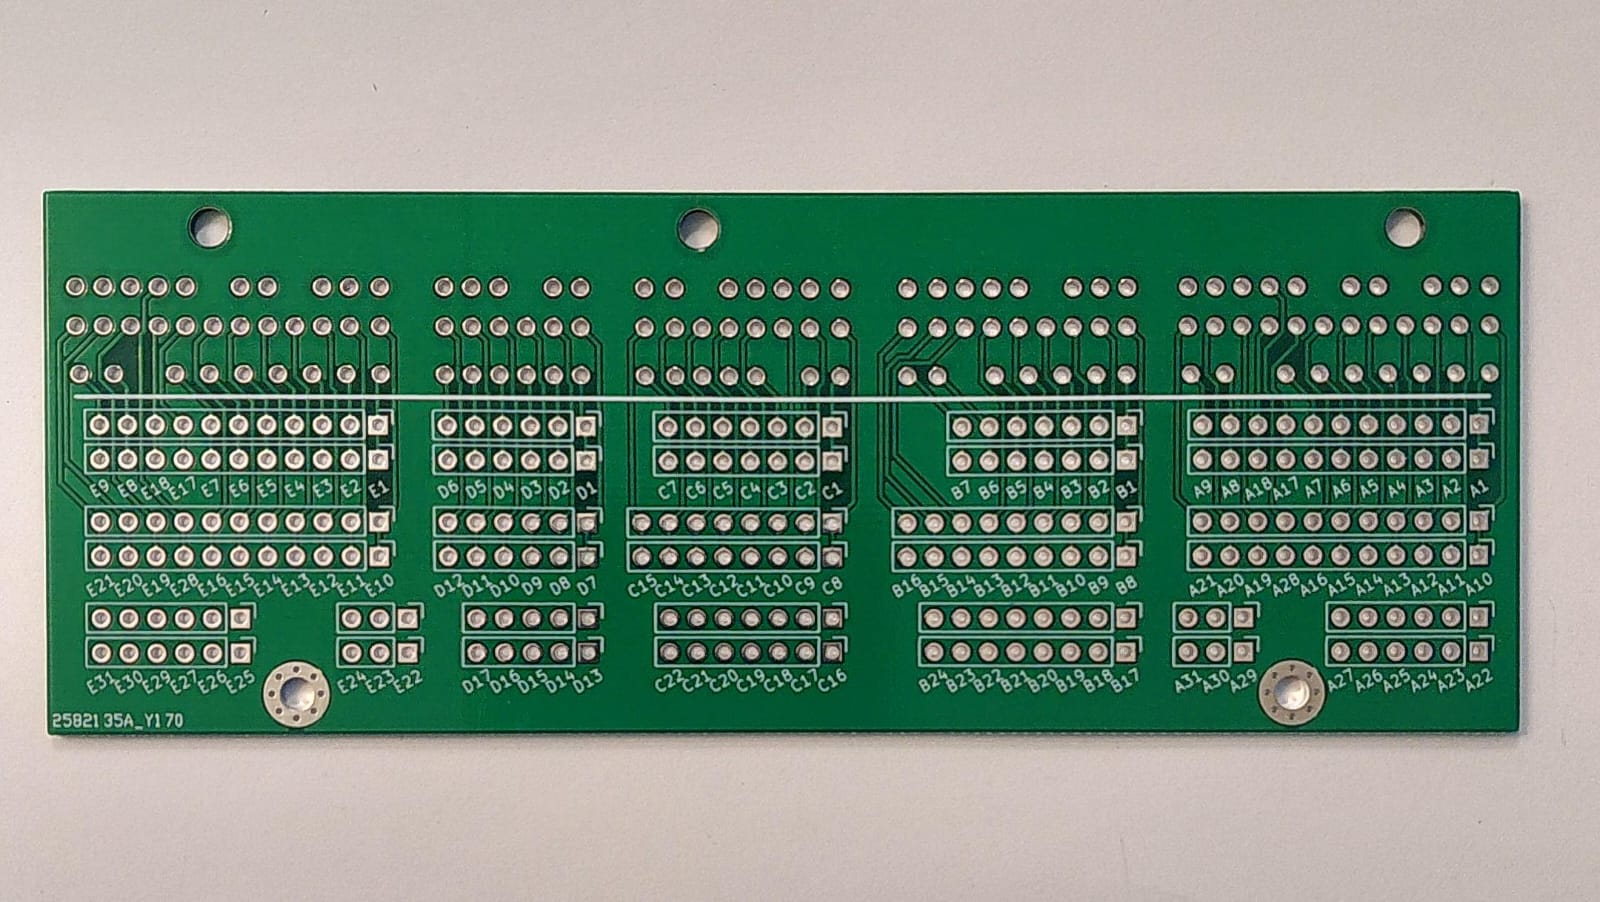 E9 E8 E18 E17 E7 E6 E5 E4 E3 E2 E1
D6 D5 D4 D3 D2 D1
C7 C6 C5 C4 C3 C2 C1
B7 B6 B5 B4 B3 B2 B1
A9 A8 A18 A17 A7 A6 A5 A4 A3 A2 A1
E21 E20 E19 E28 E16 E15 E14 E13 E12 E11 E10
D12 D11 D10 D9 D8 D7
C15 C14 C13 C12 C11 C10 C9 C8
B16 B15 B14 B13 B12 B11 B10 B9 B8
A21 A20 A19 A28 A16 A15 A14 A13 A12 A11 A10
E31 E30 E29 E27 E26 E25
E24 E23 E22
D17 D16 D15 D14 D13
C22 C21 C20 C19 C18 C17 C16
B24 B23 B22 B21 B20 B19 B18 B17
A31 A30 A29
A27 A26 A25 A24 A23 A22
2582135A_Y170